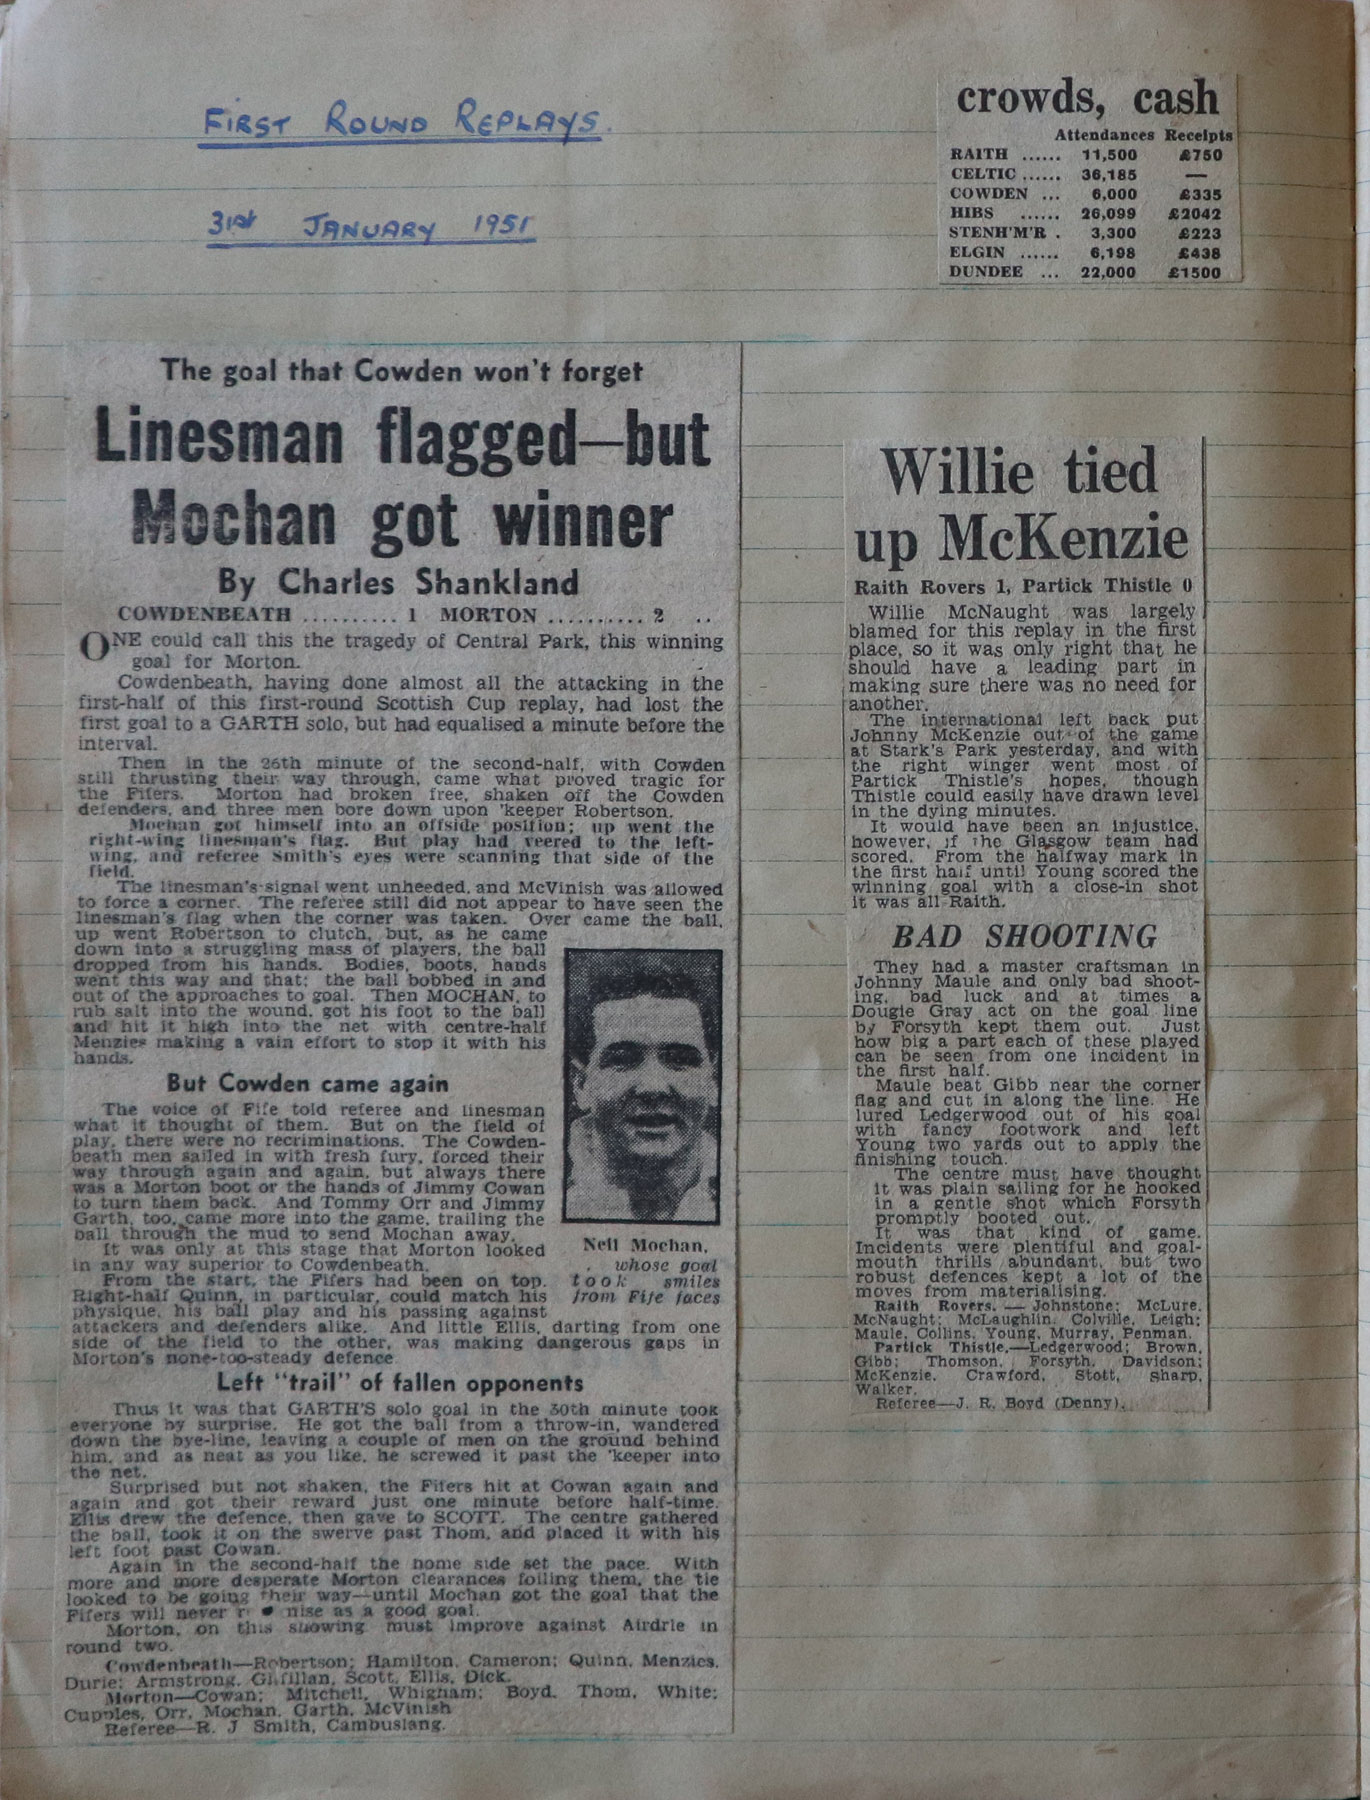 FIRST ROUND REPLAYS.
31st JANUARY 1951
crowds, cash
Attendances Receipts
RAITH ...... 11,500 £750
CELTIC ...... 36,185 —
COWDEN ... 6,000 £335
HIBS ...... 26,099 £2042
STENH'M'R . 3,300 £223
ELGIN ...... 6,198 £438
DUNDEE ... 22,000 £1500
The goal that Cowden won't forget
Linesman flagged—but
Mochan got winner
By Charles Shankland
COWDENBEATH .......... 1 MORTON .......... 2 ..
ONE could call this the tragedy of Central Park, this winning
goal for Morton.
Cowdenbeath, having done almost all the attacking in the
first-half of this first-round Scottish Cup replay, had lost the
first goal to a GARTH solo, but had equalised a minute before the
interval.
Then in the 26th minute of the second-half, with Cowden
still thrusting their way through, came what proved tragic for
the Fifers. Morton had broken free, shaken off the Cowden
defenders, and three men bore down upon 'keeper Robertson.
Mochan got himself into an offside position; up went the
right-wing linesman's flag. But play had veered to the left-
wing, and referee Smith's eyes were scanning that side of the
field.
The linesman's signal went unheeded, and McVinish was allowed
to force a corner. The referee still did not appear to have seen the
linesman's flag when the corner was taken. Over came the ball,
up went Robertson to clutch, but, as he came
down into a struggling mass of players, the ball
dropped from his hands. Bodies, boots, hands
went this way and that; the ball bobbed in and
out of the approaches to goal. Then MOCHAN, to
rub salt into the wound, got his foot to the ball
and hit it high into the net with centre-half
Menzies making a vain effort to stop it with his
hands.
But Cowden came again
The voice of Fife told referee and linesman
what it thought of them. But on the field of
play, there were no recriminations. The Cowden-
beath men sailed in with fresh fury, forced their
way through again and again, but always there
was a Morton boot or the hands of Jimmy Cowan
to turn them back. And Tommy Orr and Jimmy
Garth, too, came more into the game, trailing the
ball through the mud to send Mochan away.
It was only at this stage that Morton looked
in any way superior to Cowdenbeath.
From the start, the Fifers had been on top.
Right-half Quinn, in particular, could match his
physique, his ball play and his passing against
attackers and defenders alike. And little Ellis, darting from one
side of the field to the other, was making dangerous gaps in
Morton's none-too-steady defence.
Neil Mochan,
whose goal
took smiles
from Fife faces
Left "trail" of fallen opponents
Thus it was that GARTH'S solo goal in the 30th minute took
everyone by surprise. He got the ball from a throw-in, wandered
down the bye-line, leaving a couple of men on the ground behind
him, and as neat as you like, he screwed it past the 'keeper into
the net.
Surprised but not shaken, the Fifers hit at Cowan again and
again and got their reward just one minute before half-time.
Ellis drew the defence, then gave to SCOTT. The centre gathered
the ball, took it on the swerve past Thom, and placed it with his
left foot past Cowan.
Again in the second-half the home side set the pace. With
more and more desperate Morton clearances foiling them, the tie
looked to be going their way—until Mochan got the goal that the
Fifers will never nise as a good goal.
Morton, on this showing must improve against Airdrie in
round two.
Cowdenbeath—Robertson; Hamilton, Cameron; Quinn, Menzies,
Durie; Armstrong, Gilfillan, Scott, Ellis, Dick.
Morton—Cowan; Mitchell, Whigham; Boyd, Thom, White;
Cupples, Orr, Mochan, Garth, McVinish
Referee—R. J Smith, Cambuslang.
Willie tied
up McKenzie
Raith Rovers 1, Partick Thistle 0
Willie McNaught was largely
blamed for this replay in the first
place, so it was only right that he
should have a leading part in
making sure there was no need for
another.
The international left back put
Johnny McKenzie out of the game
at Stark's Park yesterday, and with
the right winger went most of
Partick Thistle's hopes, though
Thistle could easily have drawn level
in the dying minutes.
It would have been an injustice,
however, if the Glasgow team had
scored. From the halfway mark in
the first half until Young scored the
winning goal with a close-in shot
it was all Raith.
BAD SHOOTING
They had a master craftsman in
Johnny Maule and only bad shoot-
ing, bad luck and at times a
Dougie Gray act on the goal line
by Forsyth kept them out. Just
how big a part each of these played
can be seen from one incident in
the first half.
Maule beat Gibb near the corner
flag and cut in along the line. He
lured Ledgerwood out of his goal
with fancy footwork and left
Young two yards out to apply the
finishing touch.
The centre must have thought
it was plain sailing for he hooked
in a gentle shot which Forsyth
promptly booted out.
It was that kind of game.
Incidents were plentiful and goal-
mouth thrills abundant, but two
robust defences kept a lot of the
moves from materialising.
Raith Rovers. — Johnstone; McLure,
McNaught; McLaughlin, Colville, Leigh;
Maule, Collins, Young, Murray, Penman.
Partick Thistle.—Ledgerwood; Brown,
Gibb; Thomson, Forsyth, Davidson;
McKenzie, Crawford, Stott, Sharp,
Walker.
Referee—J. R. Boyd (Denny).